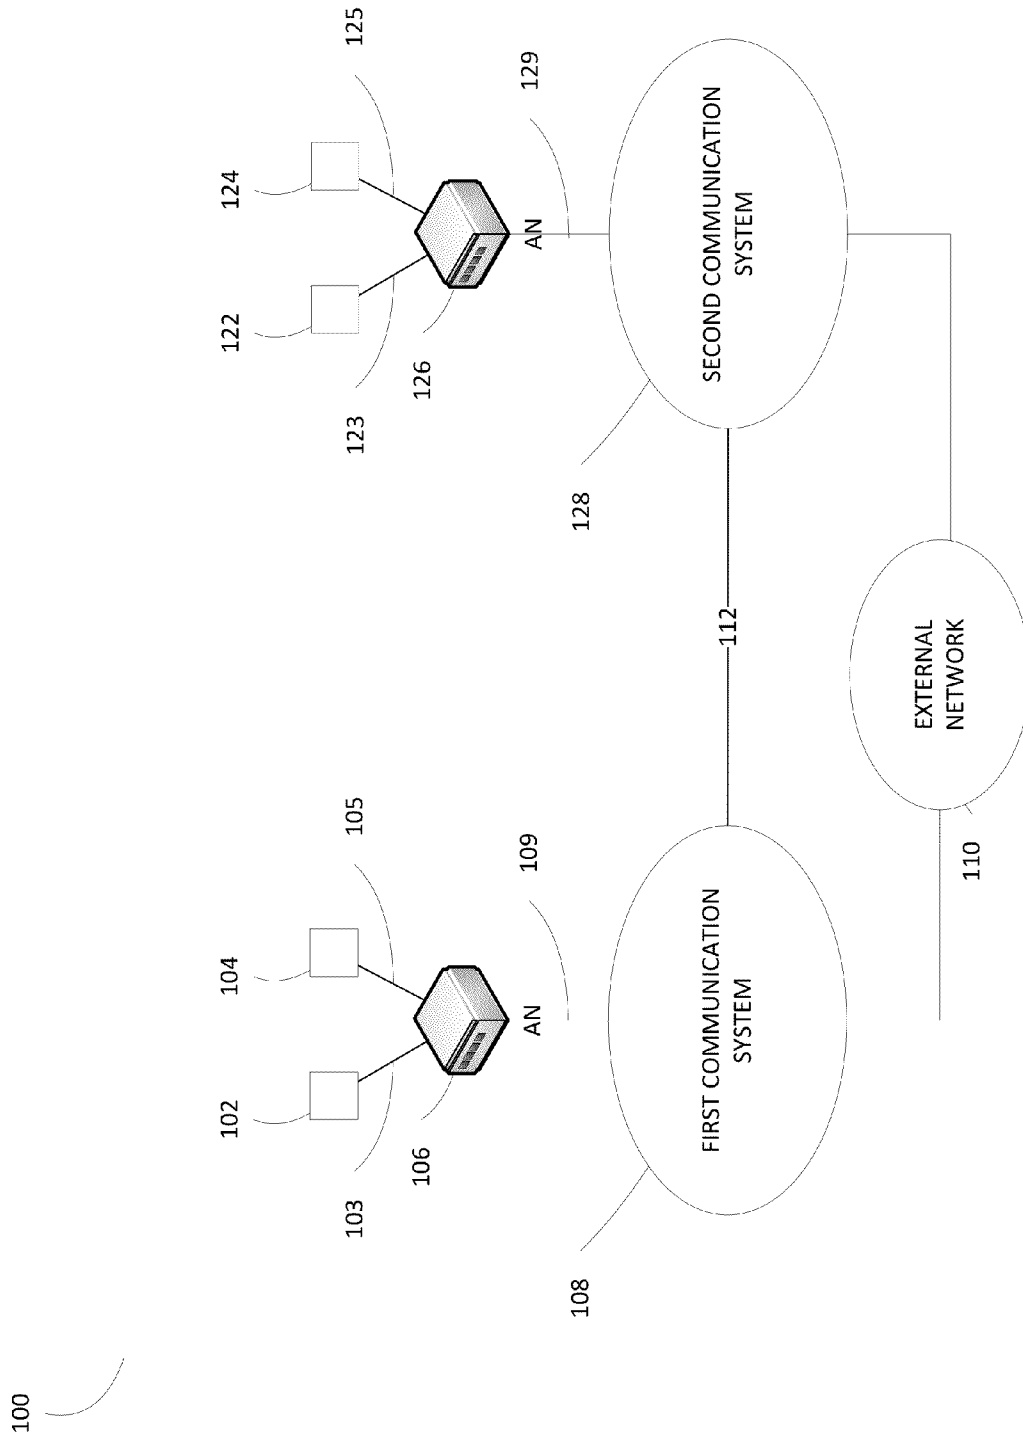 100
102
104
122
124
103
105
123
125
106
126
AN
AN
109
129
108
128
FIRST COMMUNICATION
SYSTEM
112
SECOND COMMUNICATION
SYSTEM
110
EXTERNAL
NETWORK